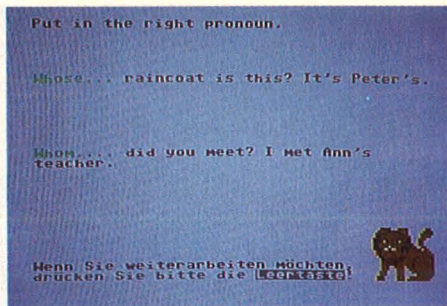 Put in the right pronoun.
Whose... raincoat is this? It's Peter's.
Whom.... did you meet? I met Ann's
teacher.
Wenn Sie weiterarbeiten möchten,
drücken Sie bitte die Leertaste!